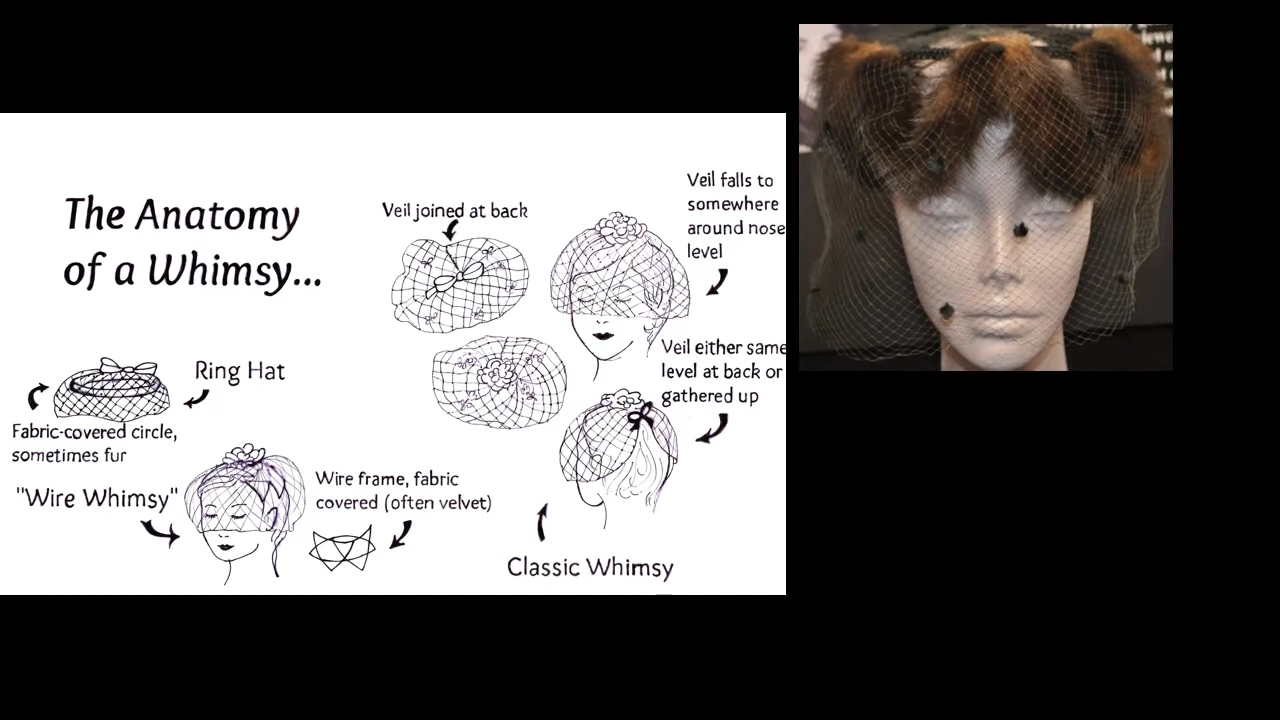 The Anatomy
of a Whimsy...
Veil joined at back
Veil falls to
somewhere
around nose
level
Ring Hat
Fabric-covered circle,
sometimes fur
Veil either same
level at back or
gathered up
"Wire Whimsy"
Wire frame, fabric
covered (often velvet)
Classic Whimsy